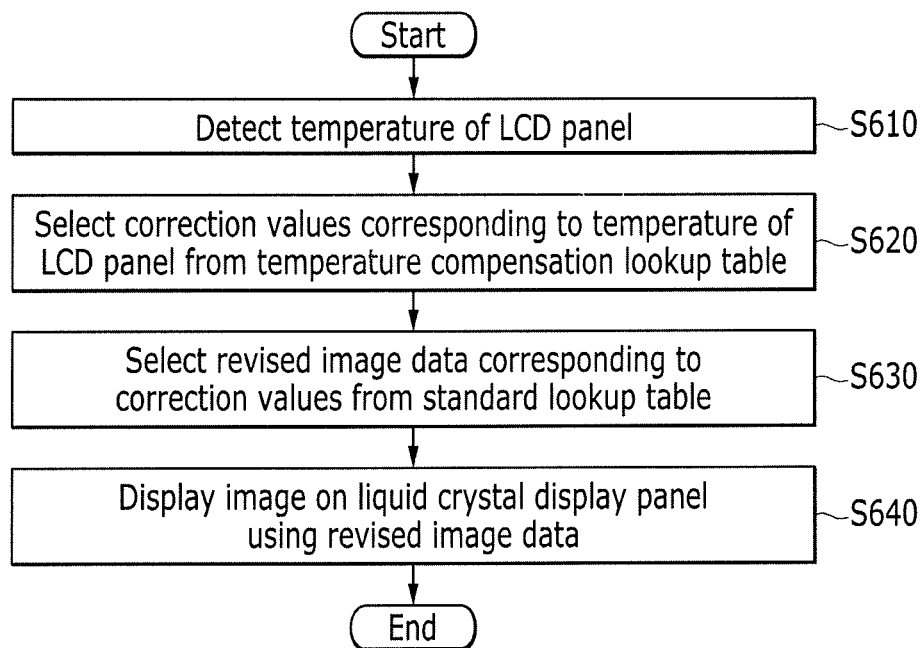 Start
Detect temperature of LCD panel
S610
Select correction values corresponding to temperature of
LCD panel from temperature compensation lookup table
S620
Select revised image data corresponding to
correction values from standard lookup table
S630
Display image on liquid crystal display panel
using revised image data
S640
End